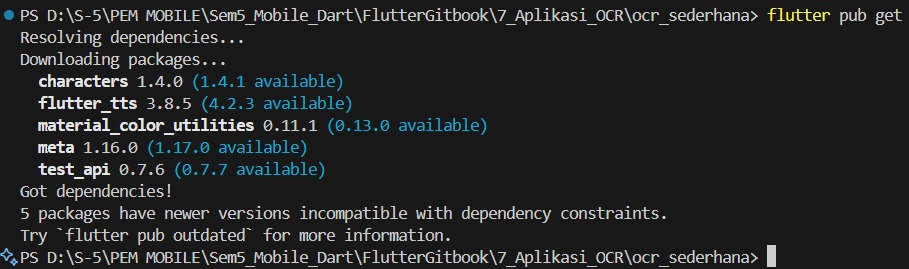 PS D:\S-5\PEM MOBILE\Sem5_Mobile_Dart\FlutterGitbook\7_Aplikasi_OCR\ocr_sederhana> flutter pub get
Resolving dependencies...
Downloading packages...
  characters 1.4.0 (1.4.1 available)
  flutter_tts 3.8.5 (4.2.3 available)
  material_color_utilities 0.11.1 (0.13.0 available)
  meta 1.16.0 (1.17.0 available)
  test_api 0.7.6 (0.7.7 available)
Got dependencies!
5 packages have newer versions incompatible with dependency constraints.
Try `flutter pub outdated` for more information.
PS D:\S-5\PEM MOBILE\Sem5_Mobile_Dart\FlutterGitbook\7_Aplikasi_OCR\ocr_sederhana>